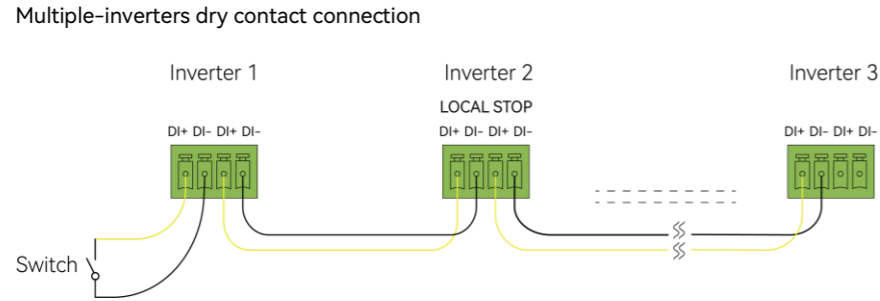 Multiple-inverters dry contact connection
Inverter 1
Inverter 2
Inverter 3
LOCAL STOP
DI+ DI- DI+ DI-
DI+ DI- DI+ DI-
DI+ DI- DI+ DI-
Switch